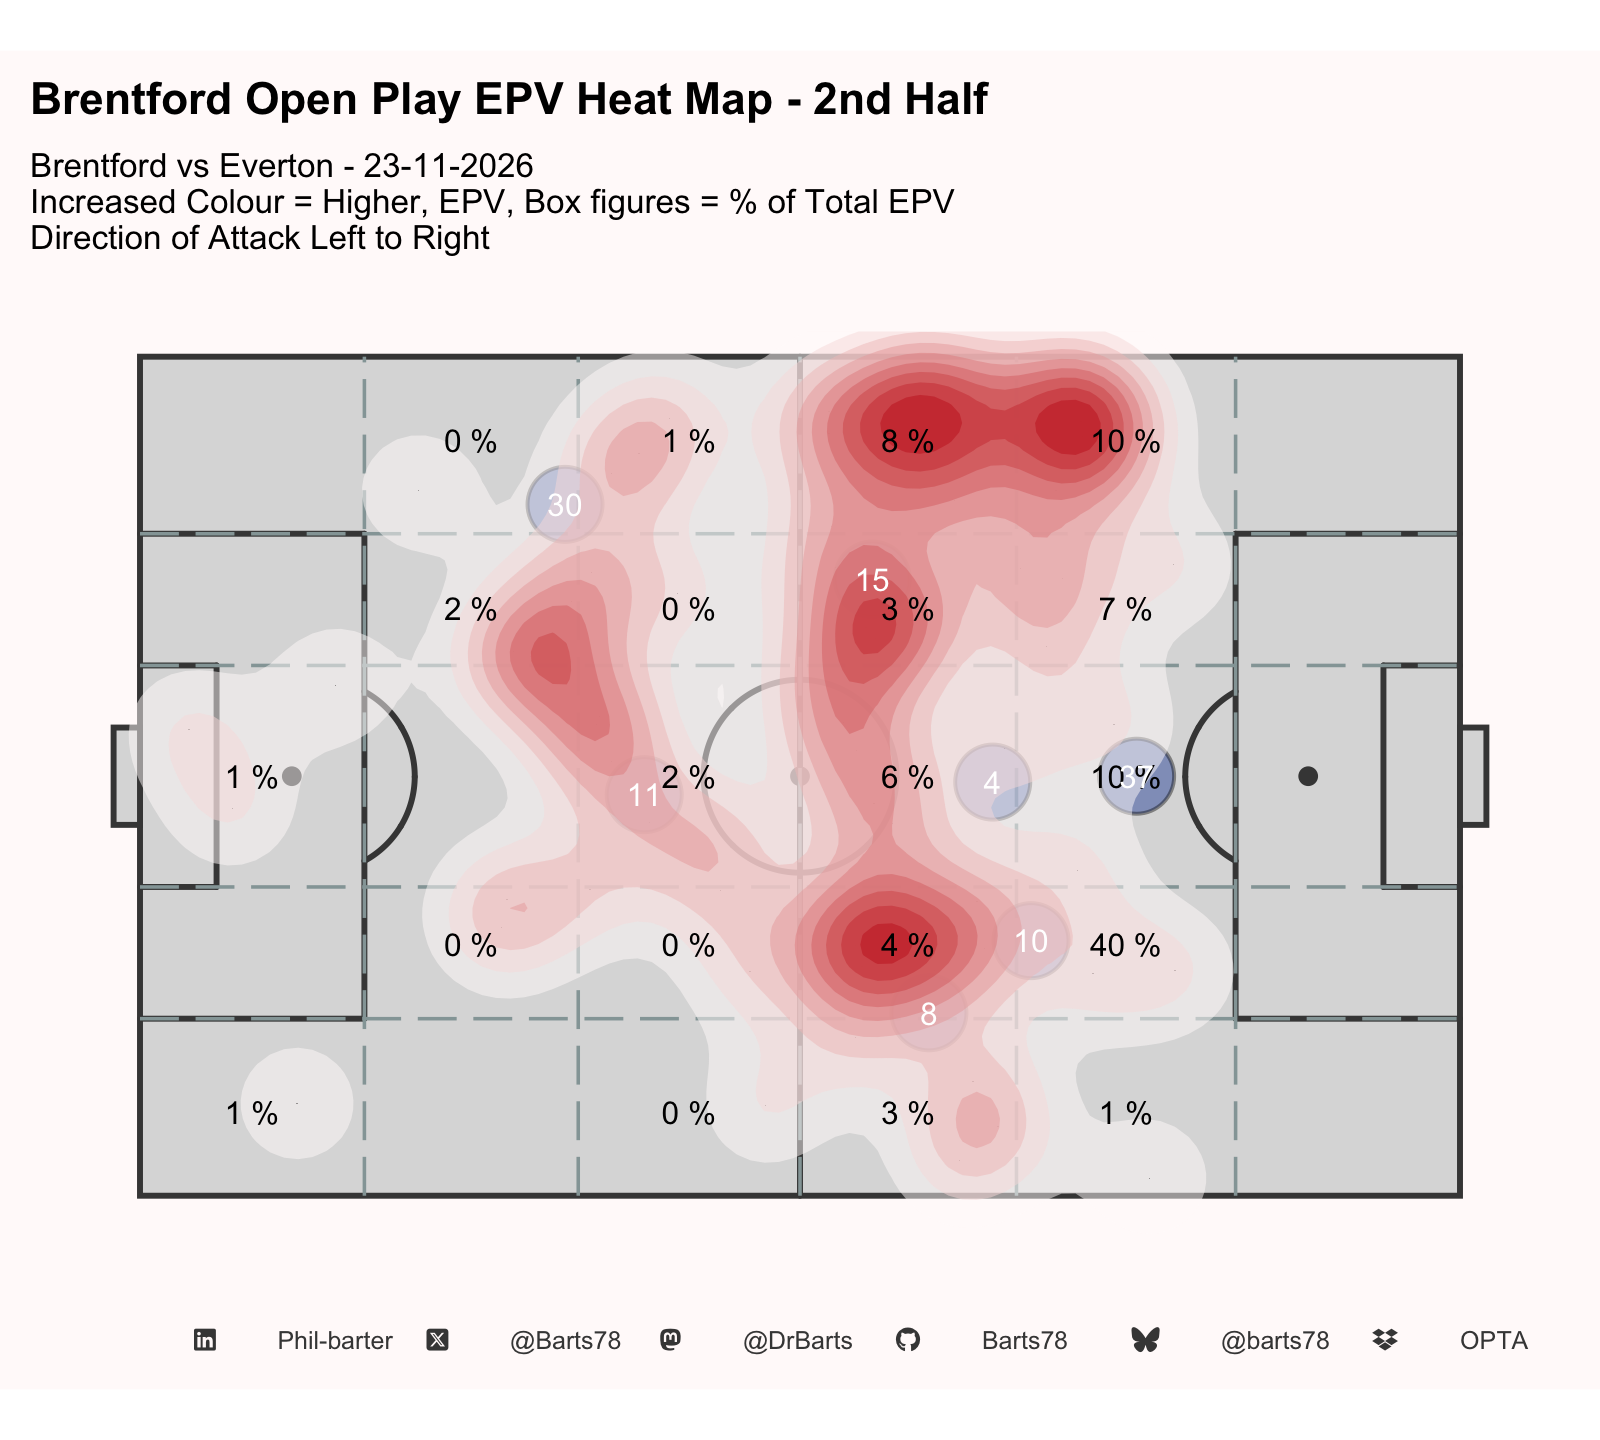 Brentford Open Play EPV Heat Map - 2nd Half
Brentford vs Everton - 23-11-2026
Increased Colour = Higher, EPV, Box figures = % of Total EPV
Direction of Attack Left to Right
0 % 1 % 8 % 10 %
30
15
2 % 0 % 3 % 7 %
1 % 2 % 6 % 10 %
11 4 37
0 % 0 % 4 % 40 %
10
8
1 % 0 % 3 % 1 %
Phil-barter @Barts78 @DrBarts Barts78 @barts78 OPTA